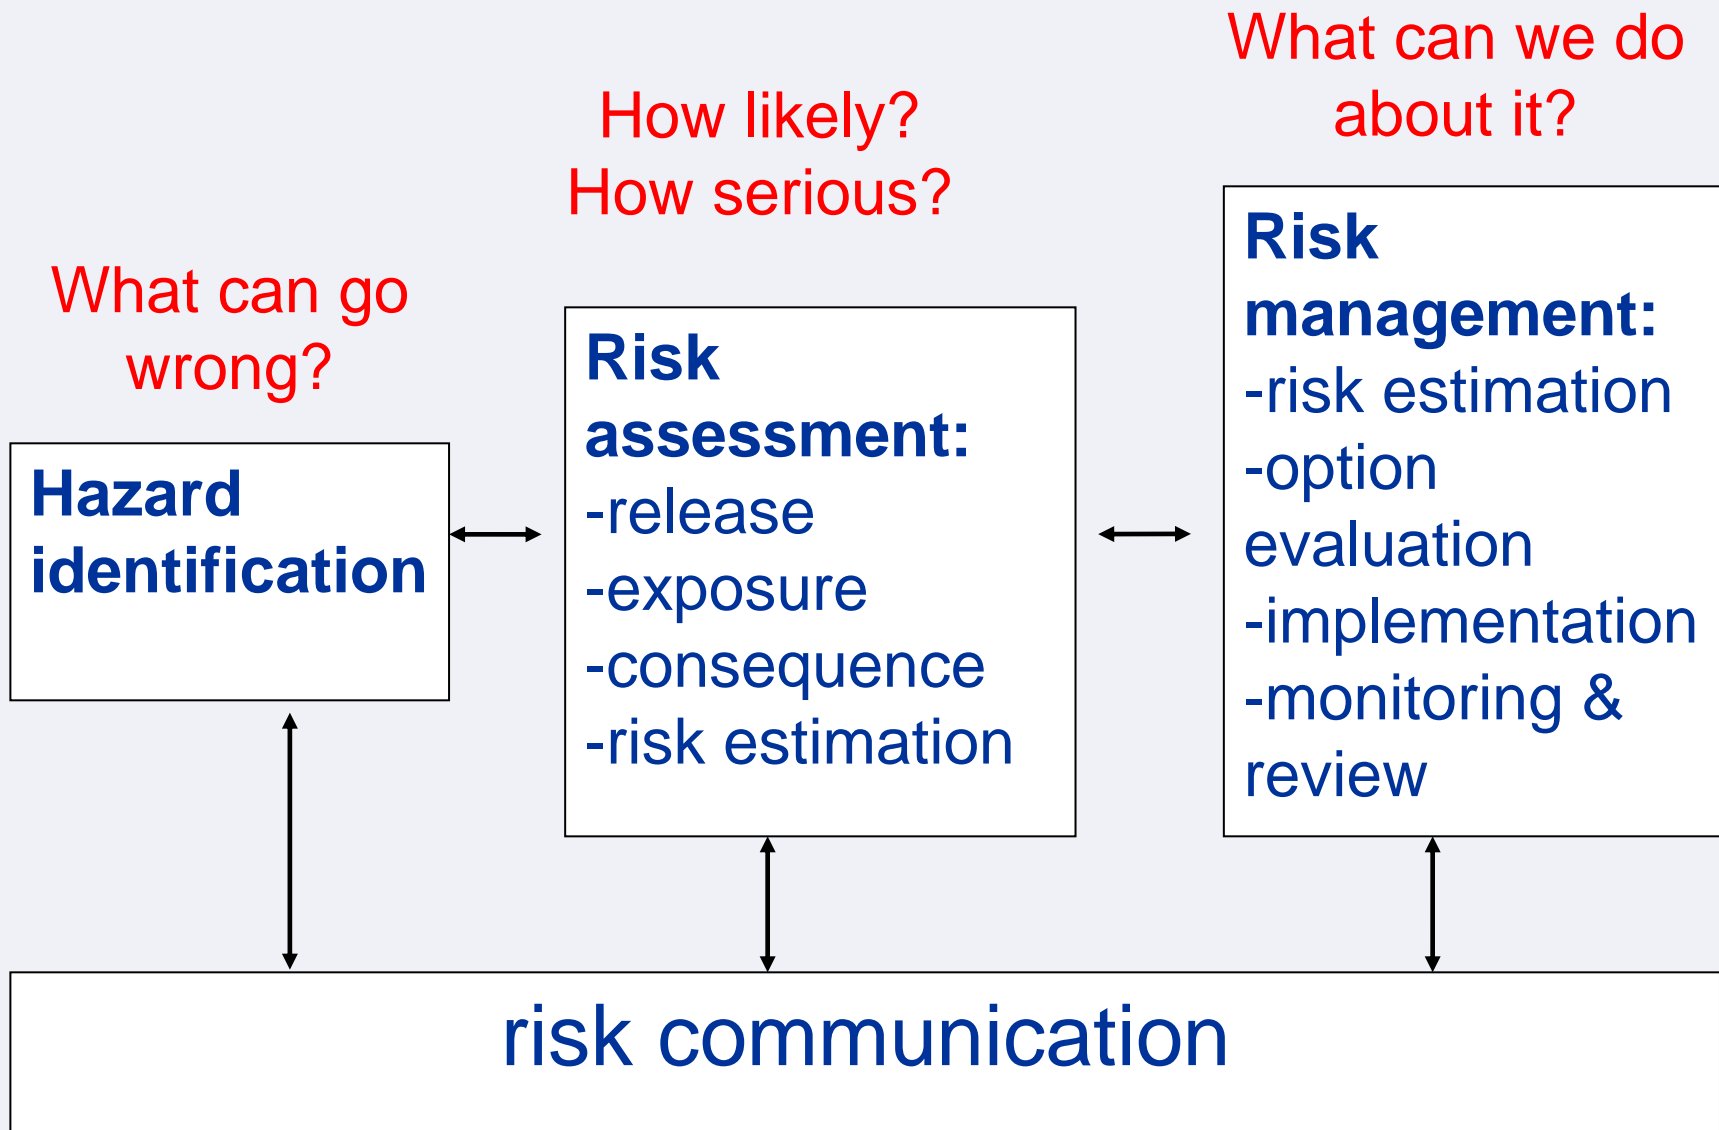 What can go
wrong?
Hazard
identification
How likely?
How serious?
Risk
assessment:
-release
-exposure
-consequence
-risk estimation
What can we do
about it?
Risk
management:
-risk estimation
-option
evaluation
-implementation
-monitoring &
review
risk communication